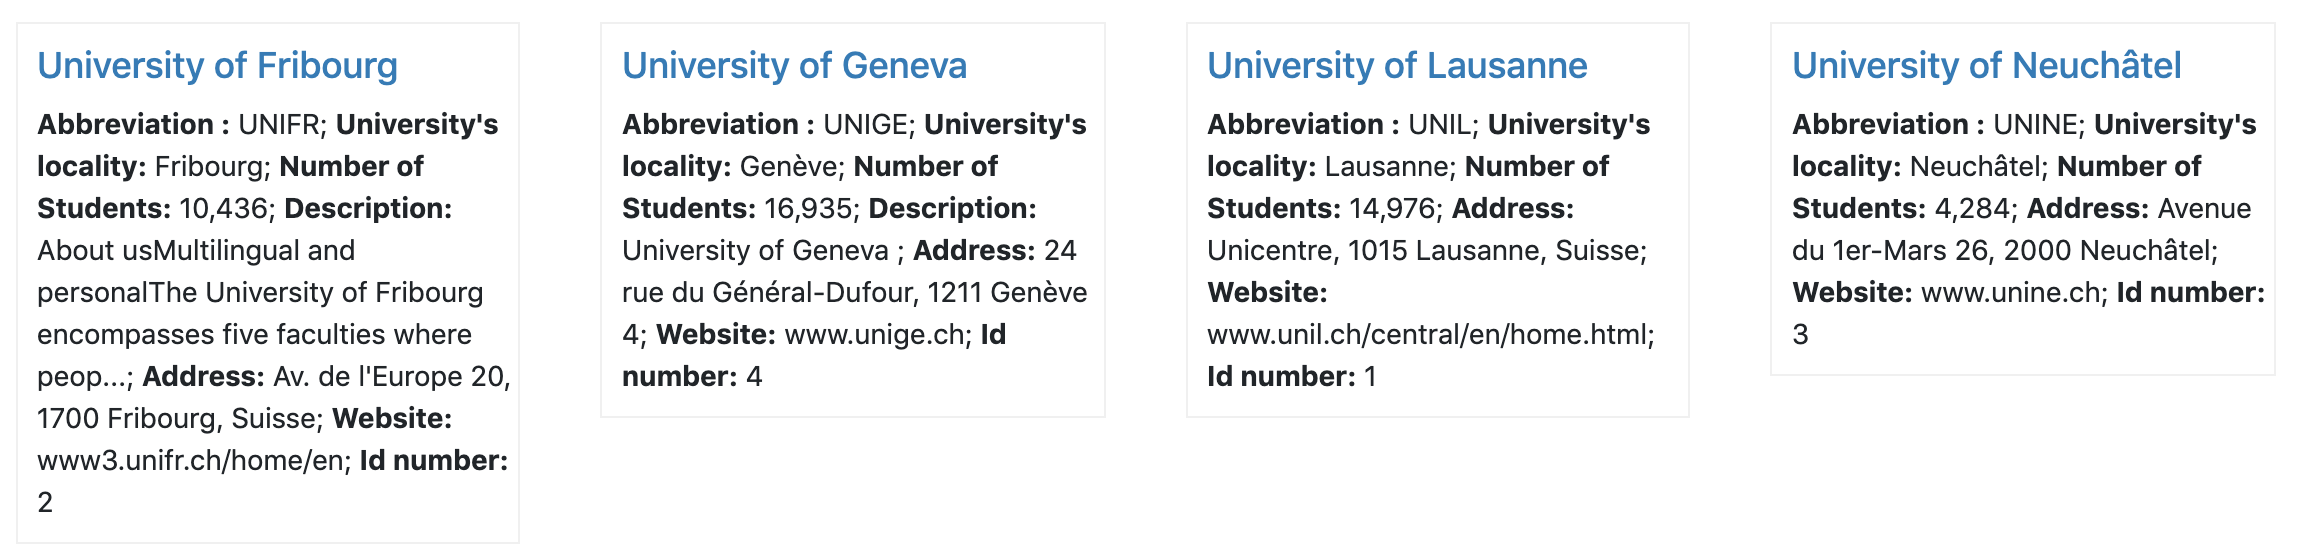 University of Fribourg
Abbreviation : UNIFR; University's
locality: Fribourg; Number of
Students: 10,436; Description:
About usMultilingual and
personalThe University of Fribourg
encompasses five faculties where
peop...; Address: Av. de l'Europe 20,
1700 Fribourg, Suisse; Website:
www3.unifr.ch/home/en; Id number:
2
University of Geneva
Abbreviation : UNIGE; University's
locality: Genève; Number of
Students: 16,935; Description:
University of Geneva ; Address: 24
rue du Général-Dufour, 1211 Genève
4; Website: www.unige.ch; Id
number: 4
University of Lausanne
Abbreviation : UNIL; University's
locality: Lausanne; Number of
Students: 14,976; Address:
Unicentre, 1015 Lausanne, Suisse;
Website:
www.unil.ch/central/en/home.html;
Id number: 1
University of Neuchâtel
Abbreviation : UNINE; University's
locality: Neuchâtel; Number of
Students: 4,284; Address: Avenue
du 1er-Mars 26, 2000 Neuchâtel;
Website: www.unine.ch; Id number:
3